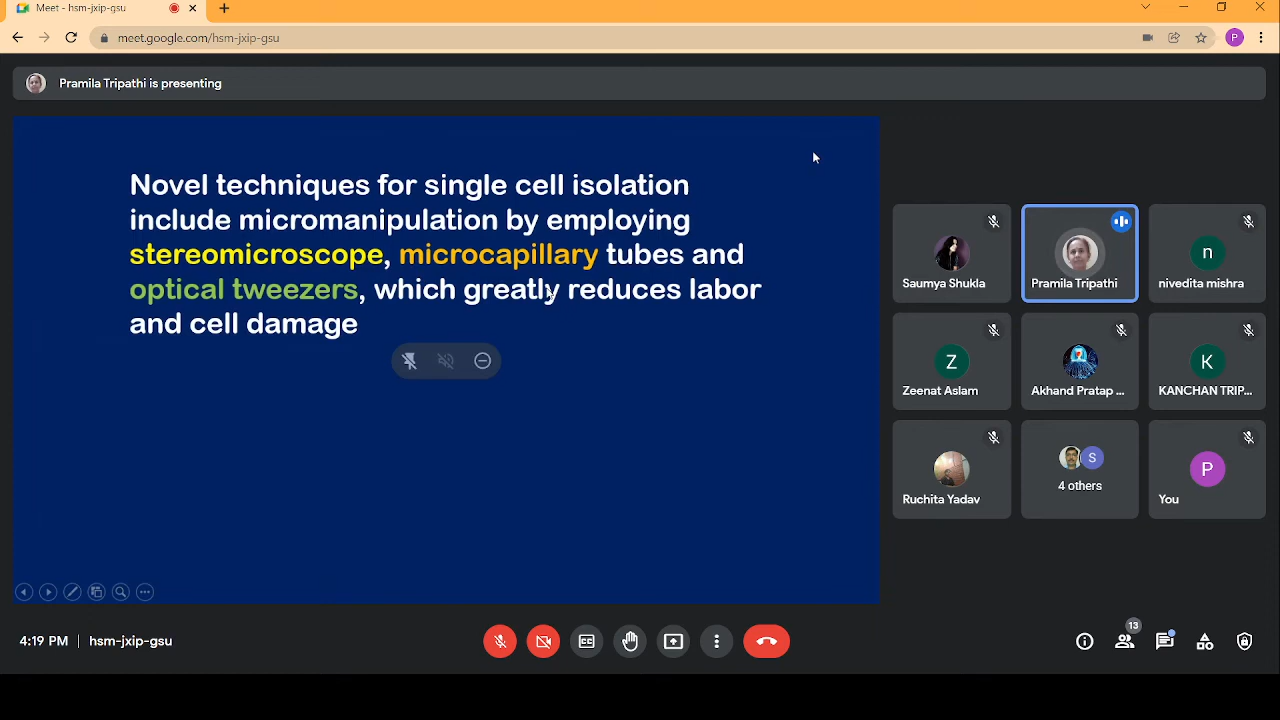 Meet - hsm-jxip-gsu
meet.google.com/hsm-jxip-gsu
P
Pramila Tripathi is presenting
Novel techniques for single cell isolation
include micromanipulation by employing
stereomicroscope, microcapillary tubes and
optical tweezers, which greatly reduces labor
and cell damage
Saumya Shukla
Pramila Tripathi
n
nivedita mishra
Z
Zeenat Aslam
Akhand Pratap ...
K
KANCHAN TRIP...
Ruchita Yadav
S
4 others
P
You
4:19 PM | hsm-jxip-gsu
CC
13